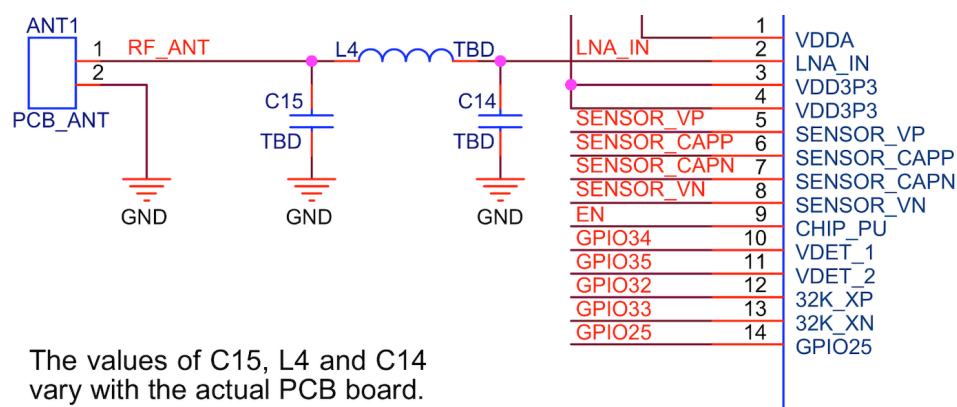 ANT1
1 RF_ANT
2
PCB_ANT
GND
L4 TBD
C15
TBD
GND
C14
TBD
GND
LNA_IN
SENSOR_VP
SENSOR_CAPP
SENSOR_CAPN
SENSOR_VN
EN
GPIO34
GPIO35
GPIO32
GPIO33
GPIO25
1 VDDA
2 LNA_IN
3 VDD3P3
4 VDD3P3
5 SENSOR_VP
6 SENSOR_CAPP
7 SENSOR_CAPN
8 SENSOR_VN
9 CHIP_PU
10 VDET_1
11 VDET_2
12 32K_XP
13 32K_XN
14 GPIO25
The values of C15, L4 and C14
vary with the actual PCB board.